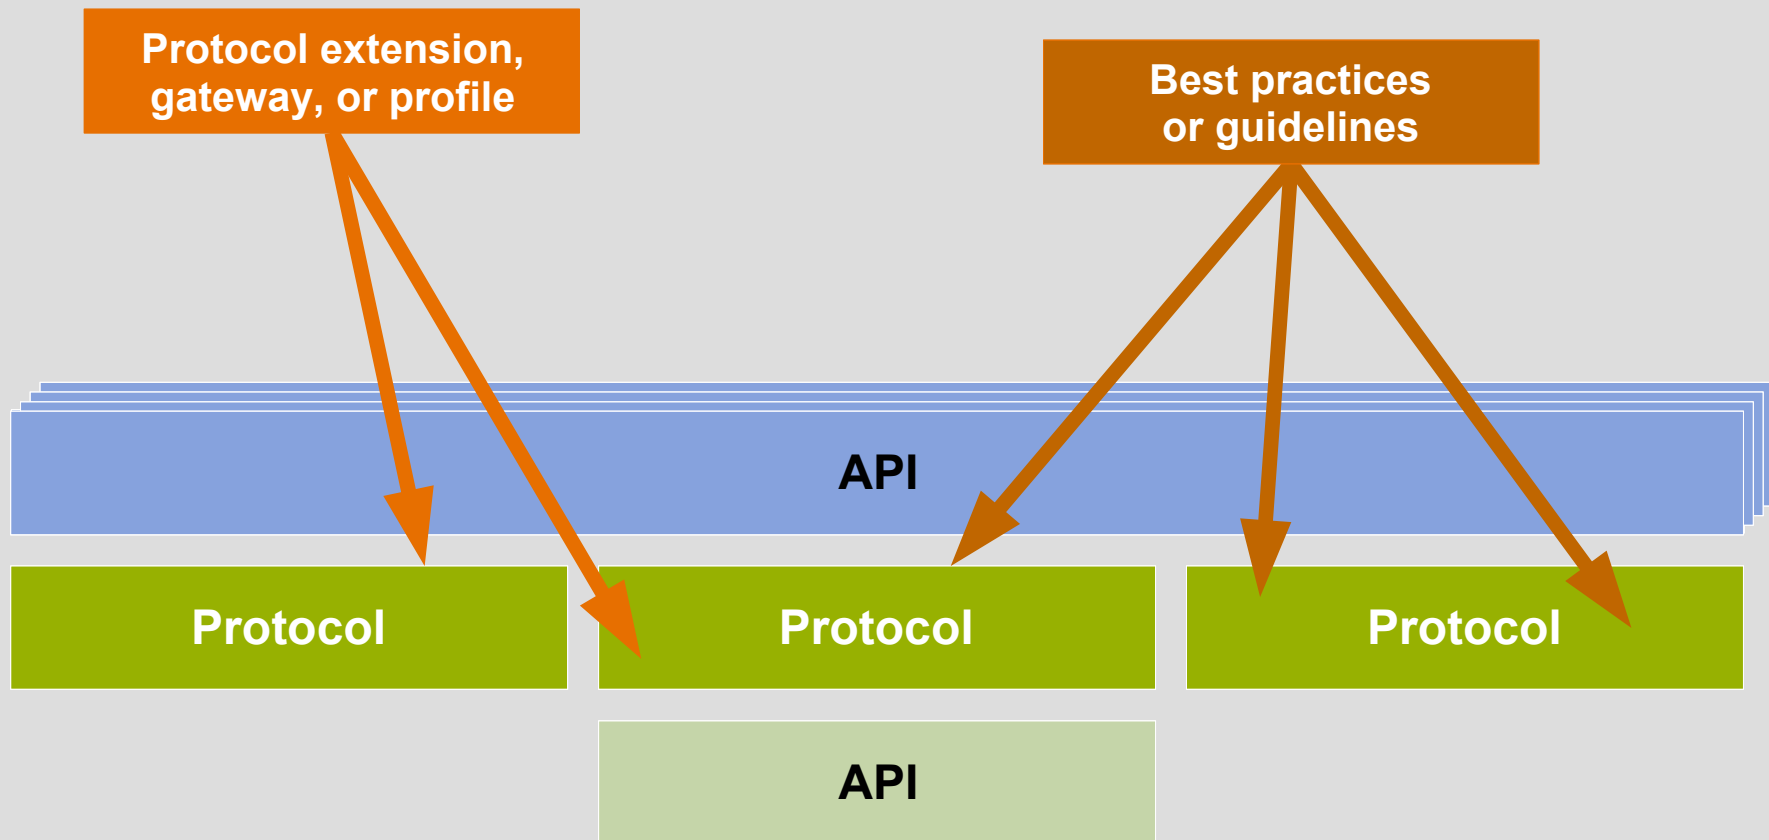 Protocol extension,
gateway, or profile
Best practices
or guidelines
API
Protocol
Protocol
Protocol
API